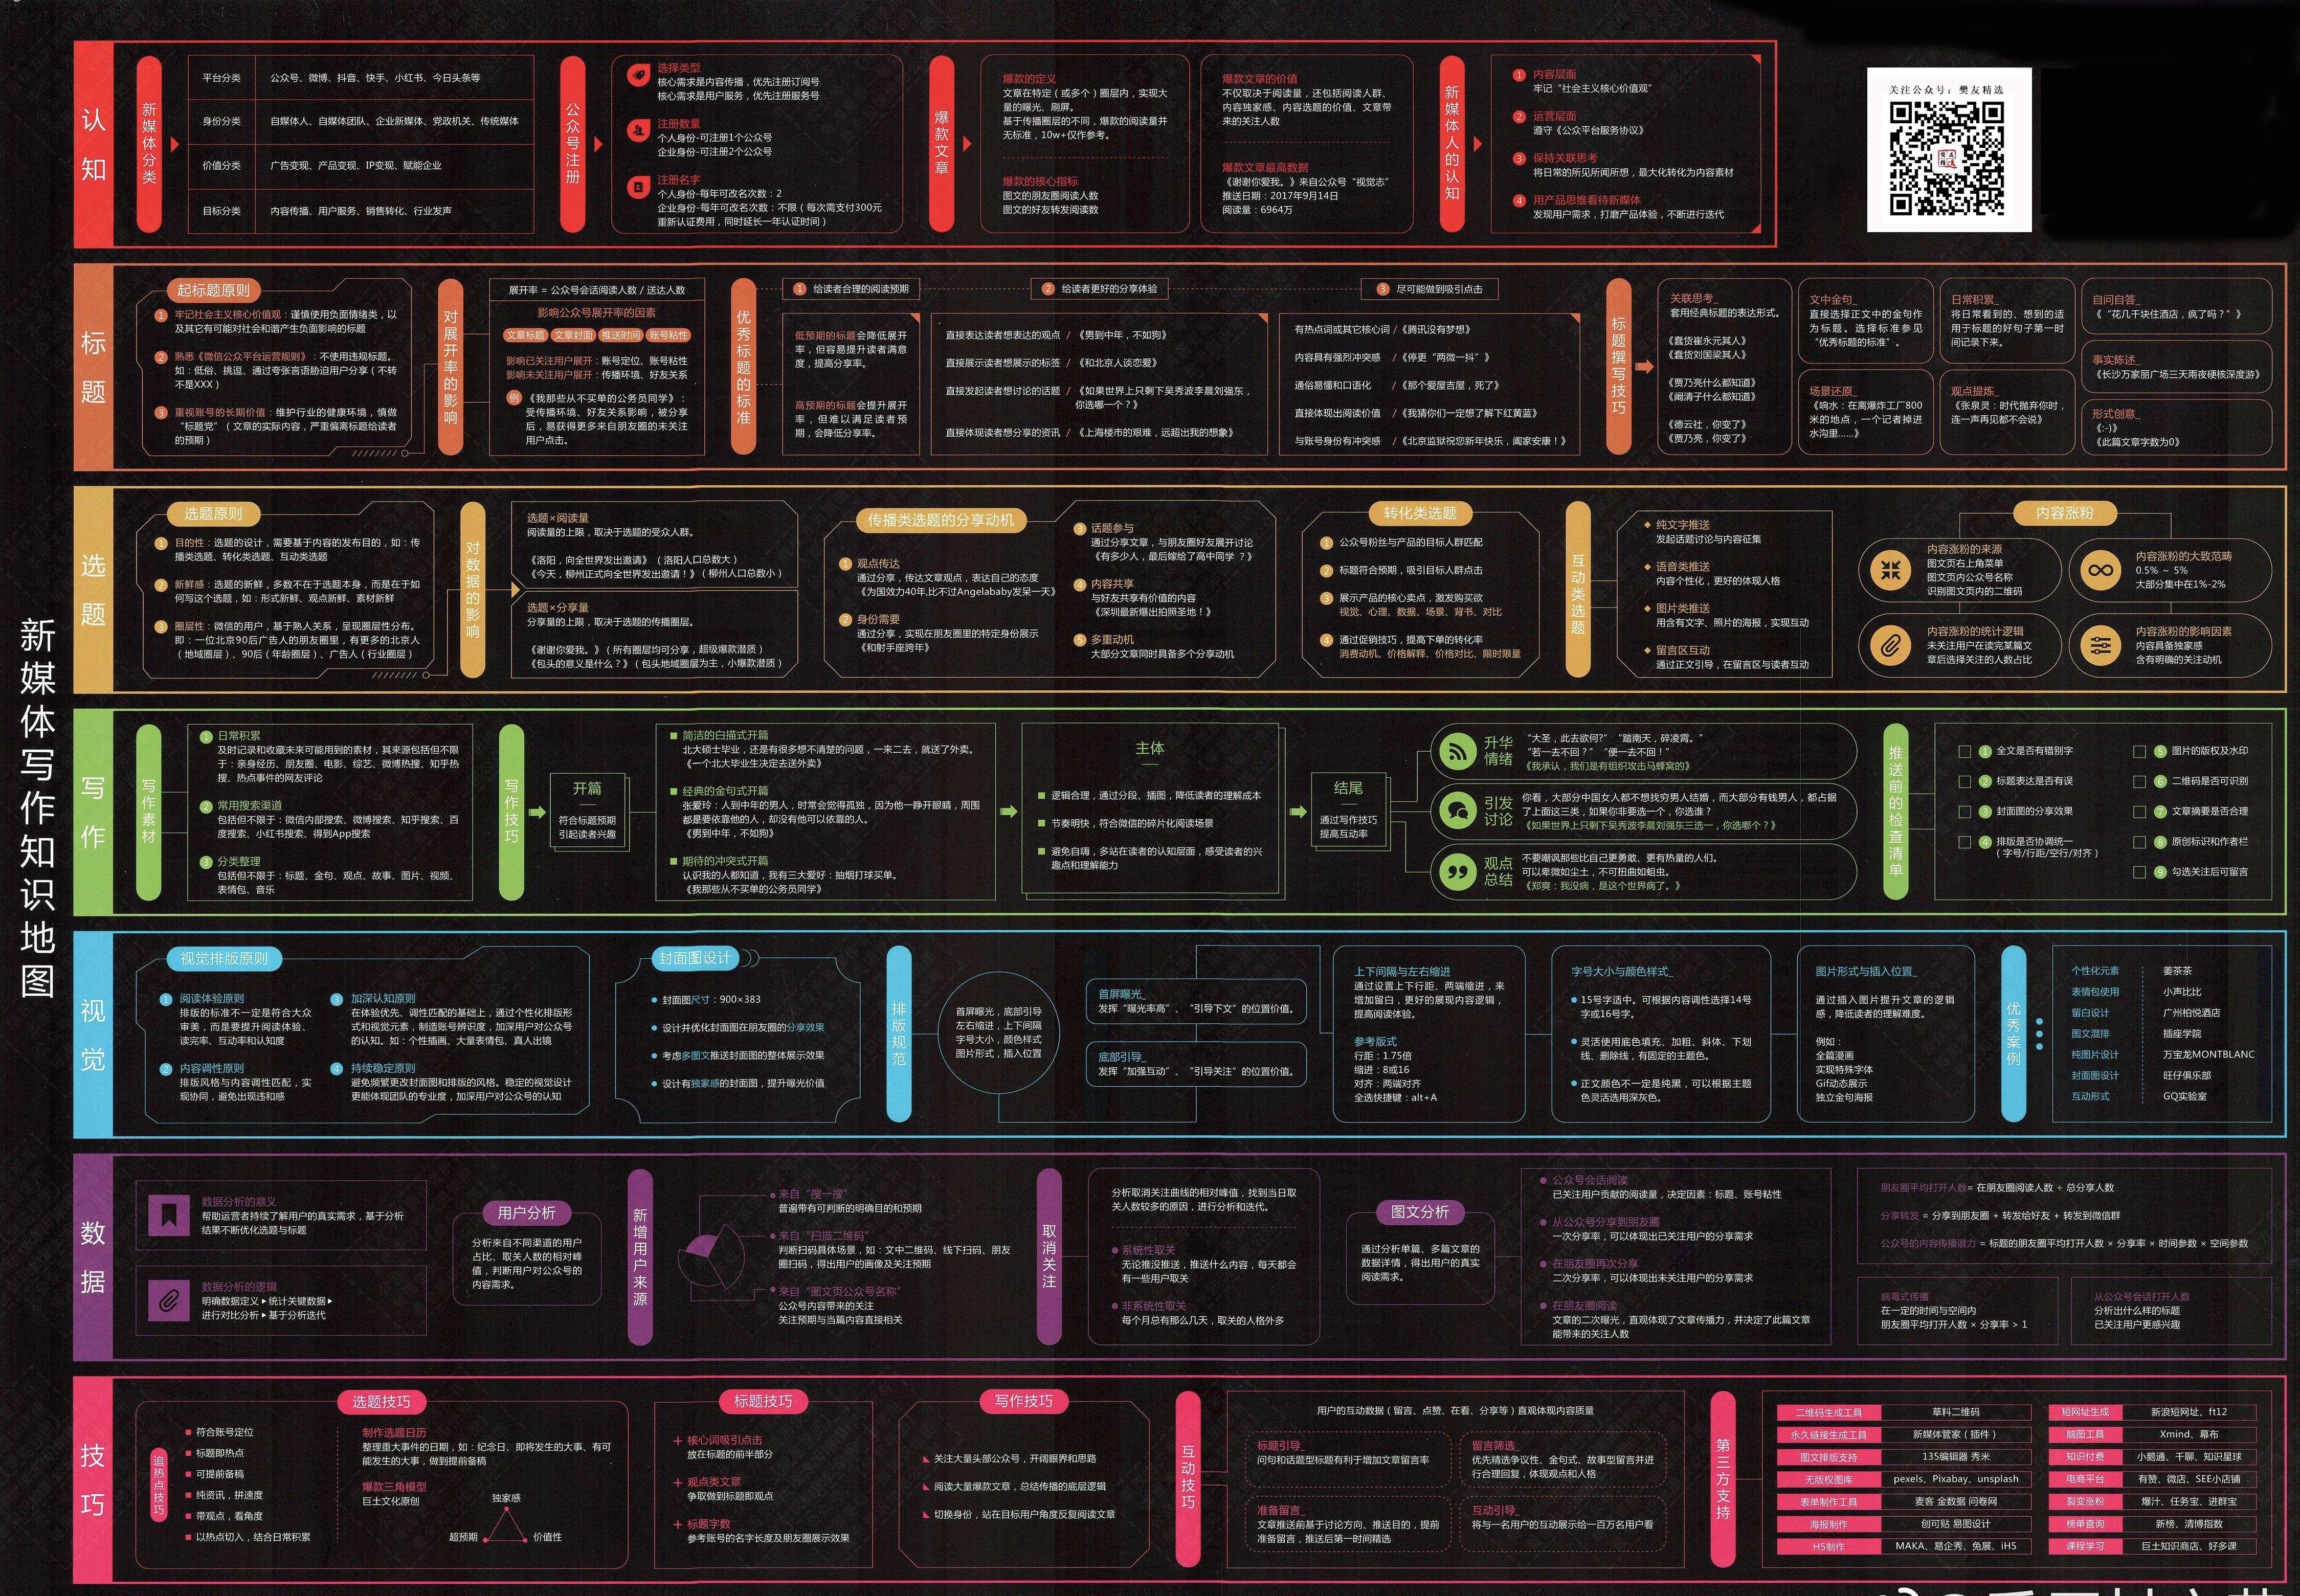 新媒体写作知识地图
认知
新媒体分类
平台分类 公众号、微博、抖音、快手、小红书、今日头条等
身份分类 自媒体人、自媒体团队、企业新媒体、党政机关、传统媒体
价值分类 广告变现、产品变现、IP变现、赋能企业
目标分类 内容传播、用户服务、销售转化、行业发声
公众号注册
选择类型
核心需求是内容传播，优先注册订阅号
核心需求是用户服务，优先注册服务号
注册数量
个人身份-可注册1个公众号
企业身份-可注册2个公众号
注册名字
个人身份-每年可改名次数：2
企业身份-每年可改名次数：不限（每次需支付300元
重新认证费用，同时延长一年认证时间）
爆款文章
爆款的定义
文章在特定（或多个）圈层内，实现大
量的曝光、刷屏。
基于传播圈层的不同，爆款的阅读量并
无标准，10w+仅作参考。
爆款的核心指标
图文的朋友圈阅读人数
图文的好友转发阅读数
爆款文章的价值
不仅取决于阅读量，还包括阅读人群、
内容独家感、内容选题的价值、文章带
来的关注人数
爆款文章最高数据
《谢谢你爱我。》来自公众号“视觉志”
推送日期：2017年9月14日
阅读量：6964万
新媒体人的认知
1 内容层面
牢记“社会主义核心价值观”
2 运营层面
遵守《公众平台服务协议》
3 保持关联思考
将日常的所见所闻所想，最大化转化为内容素材
4 用产品思维看待新媒体
发现用户需求，打磨产品体验，不断进行迭代
关注公众号：樊友精选
标题
起标题原则
1 牢记社会主义核心价值观：谨慎使用负面情绪类，以
及其它有可能对社会和谐产生负面影响的标题
2 熟悉《微信公众平台运营规则》：不使用违规标题。
如：低俗、挑逗、通过夸张言语胁迫用户分享（不转
不是XXX）
3 重视账号的长期价值：维护行业的健康环境，慎做
“标题党”（文章的实际内容，严重偏离标题给读者
的预期）
对展开率的影响
展开率 = 公众号会话阅读人数 / 送达人数
影响公众号展开率的因素
文章标题 文章封面 推送时间 账号粘性
影响已关注用户展开：账号定位、账号粘性
影响未关注用户展开：传播环境、好友关系
例 《我那些从不买单的公务员同学》：
受传播环境、好友关系影响，被分享
后，易获得更多来自朋友圈的未关注
用户点击。
优秀标题的标准
1 给读者合理的阅读预期
低预期的标题会降低展开
率，但容易提升读者满意
度，提高分享率。
高预期的标题会提升展开
率，但难以满足读者预
期，会降低分享率。
2 给读者更好的分享体验
直接表达读者想表达的观点 / 《男到中年，不如狗》
直接展示读者想展示的标签 / 《和北京人谈恋爱》
直接发起读者想讨论的话题 / 《如果世界上只剩下吴秀波李晨刘强东，
你选哪一个？》
直接体现读者想分享的资讯 / 《上海楼市的艰难，远超出我的想象》
3 尽可能做到吸引点击
有热点词或其它核心词 / 《腾讯没有梦想》
内容具有强烈冲突感 / 《停更“两微一抖”》
通俗易懂和口语化 / 《那个爱屋吉屋，死了》
直接体现出阅读价值 / 《我猜你们一定想了解下红黄蓝》
与账号身份有冲突感 / 《北京监狱祝您新年快乐，阖家安康！》
标题撰写技巧
关联思考_
套用经典标题的表达形式。
《蠢货崔永元其人》
《蠢货刘国梁其人》
《贾乃亮什么都知道》
《阚清子什么都知道》
《德云社，你变了》
《贾乃亮，你变了》
文中金句_
直接选择正文中的金句作
为标题。选择标准参见
“优秀标题的标准”。
场景还原_
《响水：在离爆炸工厂800
米的地点，一个记者掉进
水沟里……》
日常积累_
将日常看到的、想到的适
用于标题的好句子第一时
间记录下来。
观点提炼_
《张泉灵：时代抛弃你时，
连一声再见都不会说》
自问自答_
《“花几千块住酒店，疯了吗？”》
事实陈述_
《长沙万家丽广场三天两夜硬核深度游》
形式创意_
《:-)》
《此篇文章字数为0》
选题
选题原则
1 目的性：选题的设计，需要基于内容的发布目的，如：传
播类选题、转化类选题、互动类选题
2 新鲜感：选题的新鲜，多数不在于选题本身，而是在于如
何写这个选题，如：形式新鲜、观点新鲜、素材新鲜
3 圈层性：微信的用户，基于熟人关系，呈现圈层性分布。
即：一位北京90后广告人的朋友圈里，有更多的北京人
（地域圈层）、90后（年龄圈层）、广告人（行业圈层）
对数据的影响
选题×阅读量
阅读量的上限，取决于选题的受众人群。
《洛阳，向全世界发出邀请》（洛阳人口总数大）
《今天，柳州正式向全世界发出邀请！》（柳州人口总数小）
选题×分享量
分享量的上限，取决于选题的传播圈层。
《谢谢你爱我。》（所有圈层均可分享，超级爆款潜质）
《包头的意义是什么？》（包头地域圈层为主，小爆款潜质）
传播类选题的分享动机
1 观点传达
通过分享，传达文章观点，表达自己的态度
《为国效力40年,比不过Angelababy发呆一天》
2 身份需要
通过分享，实现在朋友圈里的特定身份展示
《和射手座跨年》
3 话题参与
通过分享文章，与朋友圈好友展开讨论
《有多少人，最后嫁给了高中同学 ？》
4 内容共享
与好友共享有价值的内容
《深圳最新爆出拍照圣地！》
5 多重动机
大部分文章同时具备多个分享动机
转化类选题
1 公众号粉丝与产品的目标人群匹配
2 标题符合预期，吸引目标人群点击
3 展示产品的核心卖点，激发购买欲
视觉、心理、数据、场景、背书、对比
4 通过促销技巧，提高下单的转化率
消费动机、价格解释、价格对比、限时限量
互动类选题
纯文字推送
发起话题讨论与内容征集
语音类推送
内容个性化，更好的体现人格
图片类推送
用含有文字、照片的海报，实现互动
留言区互动
通过正文引导，在留言区与读者互动
内容涨粉
内容涨粉的来源
图文页右上角菜单
图文页内公众号名称
识别图文页内的二维码
内容涨粉的大致范畴
0.5% ~ 5%
大部分集中在1%-2%
内容涨粉的统计逻辑
未关注用户在读完某篇文
章后选择关注的人数占比
内容涨粉的影响因素
内容具备独家感
含有明确的关注动机
写作
写作素材
1 日常积累
及时记录和收藏未来可能用到的素材，其来源包括但不限
于：亲身经历、朋友圈、电影、综艺、微博热搜、知乎热
搜、热点事件的网友评论
2 常用搜索渠道
包括但不限于：微信内部搜索、微博搜索、知乎搜索、百
度搜索、小红书搜索、得到App搜索
3 分类整理
包括但不限于：标题、金句、观点、故事、图片、视频、
表情包、音乐
写作技巧
开篇
符合标题预期
引起读者兴趣
简洁的白描式开篇
北大硕士毕业，还是有很多想不清楚的问题，一来二去，就送了外卖。
《一个北大毕业生决定去送外卖》
经典的金句式开篇
张爱玲：人到中年的男人，时常会觉得孤独，因为他一睁开眼睛，周围
都是要依靠他的人，却没有他可以依靠的人。
《男到中年，不如狗》
期待的冲突式开篇
认识我的人都知道，我有三大爱好：抽烟打球买单。
《我那些从不买单的公务员同学》
主体
逻辑合理，通过分段、插图，降低读者的理解成本
节奏明快，符合微信的碎片化阅读场景
避免自嗨，多站在读者的认知层面，感受读者的兴
趣点和理解能力
结尾
通过写作技巧
提高互动率
升华情绪
“大圣，此去欲何?”“踏南天，碎凌霄。”
“若一去不回？”“便一去不回！”
《我承认，我们是有组织攻击马蜂窝的》
引发讨论
你看，大部分中国女人都不想找穷男人结婚，而大部分有钱男人，都占据
了上面这三类，如果你非要选一个，你选谁？
《如果世界上只剩下吴秀波李晨刘强东三选一，你选哪个？》
观点总结
不要嘲讽那些比自己更勇敢、更有热量的人们。
可以卑微如尘土，不可扭曲如蛆虫。
《郑爽：我没病，是这个世界病了。》
推送前的检查清单
1 全文是否有错别字
2 标题表达是否有误
3 封面图的分享效果
4 排版是否协调统一
（字号/行距/空行/对齐）
5 图片的版权及水印
6 二维码是否可识别
7 文章摘要是否合理
8 原创标识和作者栏
9 勾选关注后可留言
视觉
视觉排版原则
1 阅读体验原则
排版的标准不一定是符合大众
审美，而是要提升阅读体验、
读完率、互动率和认知度
2 内容调性原则
排版风格与内容调性匹配，实
现协同，避免出现违和感
3 加深认知原则
在体验优先、调性匹配的基础上，通过个性化排版形
式和视觉元素，制造账号辨识度，加深用户对公众号
的认知。如：个性插画、大量表情包、真人出镜
4 持续稳定原则
避免频繁更改封面图和排版的风格。稳定的视觉设计
更能体现团队的专业度，加深用户对公众号的认知
封面图设计
封面图尺寸：900×383
设计并优化封面图在朋友圈的分享效果
考虑多图文推送封面图的整体展示效果
设计有独家感的封面图，提升曝光价值
排版规范
首屏曝光，底部引导
左右缩进，上下间隔
字号大小，颜色样式
图片形式，插入位置
首屏曝光_
发挥“曝光率高”、“引导下文”的位置价值。
底部引导_
发挥“加强互动”、“引导关注”的位置价值。
上下间隔与左右缩进
通过设置上下行距、两端缩进，来
增加留白，更好的展现内容逻辑，
提高阅读体验。
参考版式
行距：1.75倍
缩进：8或16
对齐：两端对齐
全选快捷键：alt+A
字号大小与颜色样式_
15号字适中。可根据内容调性选择14号
字或16号字。
灵活使用底色填充、加粗、斜体、下划
线、删除线，有固定的主题色。
正文颜色不一定是纯黑，可以根据主题
色灵活选用深灰色。
图片形式与插入位置_
通过插入图片提升文章的逻辑
感，降低读者的理解难度。
例如：
全篇漫画
实现特殊字体
Gif动态展示
独立金句海报
优秀案例
个性化元素 姜茶茶
表情包使用 小声比比
留白设计 广州柏悦酒店
图文混排 插座学院
纯图片设计 万宝龙MONTBLANC
封面图设计 旺仔俱乐部
互动形式 GQ实验室
数据
数据分析的意义
帮助运营者持续了解用户的真实需求，基于分析
结果不断优化选题与标题
数据分析的逻辑
明确数据定义▸统计关键数据▸
进行对比分析▸基于分析迭代
用户分析
分析来自不同渠道的用户
占比、取关人数的相对峰
值，判断用户对公众号的
内容需求。
新增用户来源
来自“搜一搜”
普遍带有可判断的明确目的和预期
来自“扫描二维码”
判断扫码具体场景，如：文中二维码、线下扫码、朋友
圈扫码，得出用户的画像及关注预期
来自“图文页公众号名称”
公众号内容带来的关注
关注预期与当篇内容直接相关
取消关注
分析取消关注曲线的相对峰值，找到当日取
关人数较多的原因，进行分析和迭代。
系统性取关
无论推没推送，推送什么内容，每天都会
有一些用户取关
非系统性取关
每个月总有那么几天，取关的人格外多
图文分析
通过分析单篇、多篇文章的
数据详情，得出用户的真实
阅读需求。
公众号会话阅读
已关注用户贡献的阅读量，决定因素：标题、账号粘性
从公众号分享到朋友圈
一次分享率，可以体现出已关注用户的分享需求
在朋友圈再次分享
二次分享率，可以体现出未关注用户的分享需求
在朋友圈阅读
文章的二次曝光，直观体现了文章传播力，并决定了此篇文章
能带来的关注人数
朋友圈平均打开人数= 在朋友圈阅读人数 ÷ 总分享人数
分享转发 = 分享到朋友圈 + 转发给好友 + 转发到微信群
公众号的内容传播潜力 = 标题的朋友圈平均打开人数 × 分享率 × 时间参数 × 空间参数
病毒式传播
在一定的时间与空间内
朋友圈平均打开人数 × 分享率 > 1
从公众号会话打开人数
分析出什么样的标题
已关注用户更感兴趣
技巧
选题技巧
追热点技巧
符合账号定位
标题即热点
可提前备稿
纯资讯，拼速度
带观点，看角度
以热点切入，结合日常积累
制作选题日历
整理重大事件的日期，如：纪念日、即将发生的大事、有可
能发生的大事，做到提前备稿
爆款三角模型
巨土文化原创
独家感
超预期 价值性
标题技巧
核心词吸引点击
放在标题的前半部分
观点类文章
争取做到标题即观点
标题字数
参考账号的名字长度及朋友圈展示效果
写作技巧
关注大量头部公众号，开阔眼界和思路
阅读大量爆款文章，总结传播的底层逻辑
切换身份，站在目标用户角度反复阅读文章
互动技巧
用户的互动数据（留言、点赞、在看、分享等）直观体现内容质量
标题引导_
问句和话题型标题有利于增加文章留言率
留言筛选_
优先精选争议性、金句式、故事型留言并进
行合理回复，体现观点和人格
准备留言_
文章推送前基于讨论方向、推送目的，提前
准备留言，推送后第一时间精选
互动引导_
将与一名用户的互动展示给一百万名用户看
第三方支持
二维码生成工具 草料二维码
永久链接生成工具 新媒体管家（插件）
图文排版支持 135编辑器 秀米
无版权图库 pexels、Pixabay、unsplash
表单制作工具 麦客 金数据 问卷网
海报制作 创可贴 易图设计
H5制作 MAKA、易企秀、兔展、iH5
短网址生成 新浪短网址、ft12
脑图工具 Xmind、幕布
知识付费 小鹅通、千聊、知识星球
电商平台 有赞、微店、SEE小店铺
裂变涨粉 爆汁、任务宝、进群宝
榜单查询 新榜、清博指数
课程学习 巨土知识商店、好多课